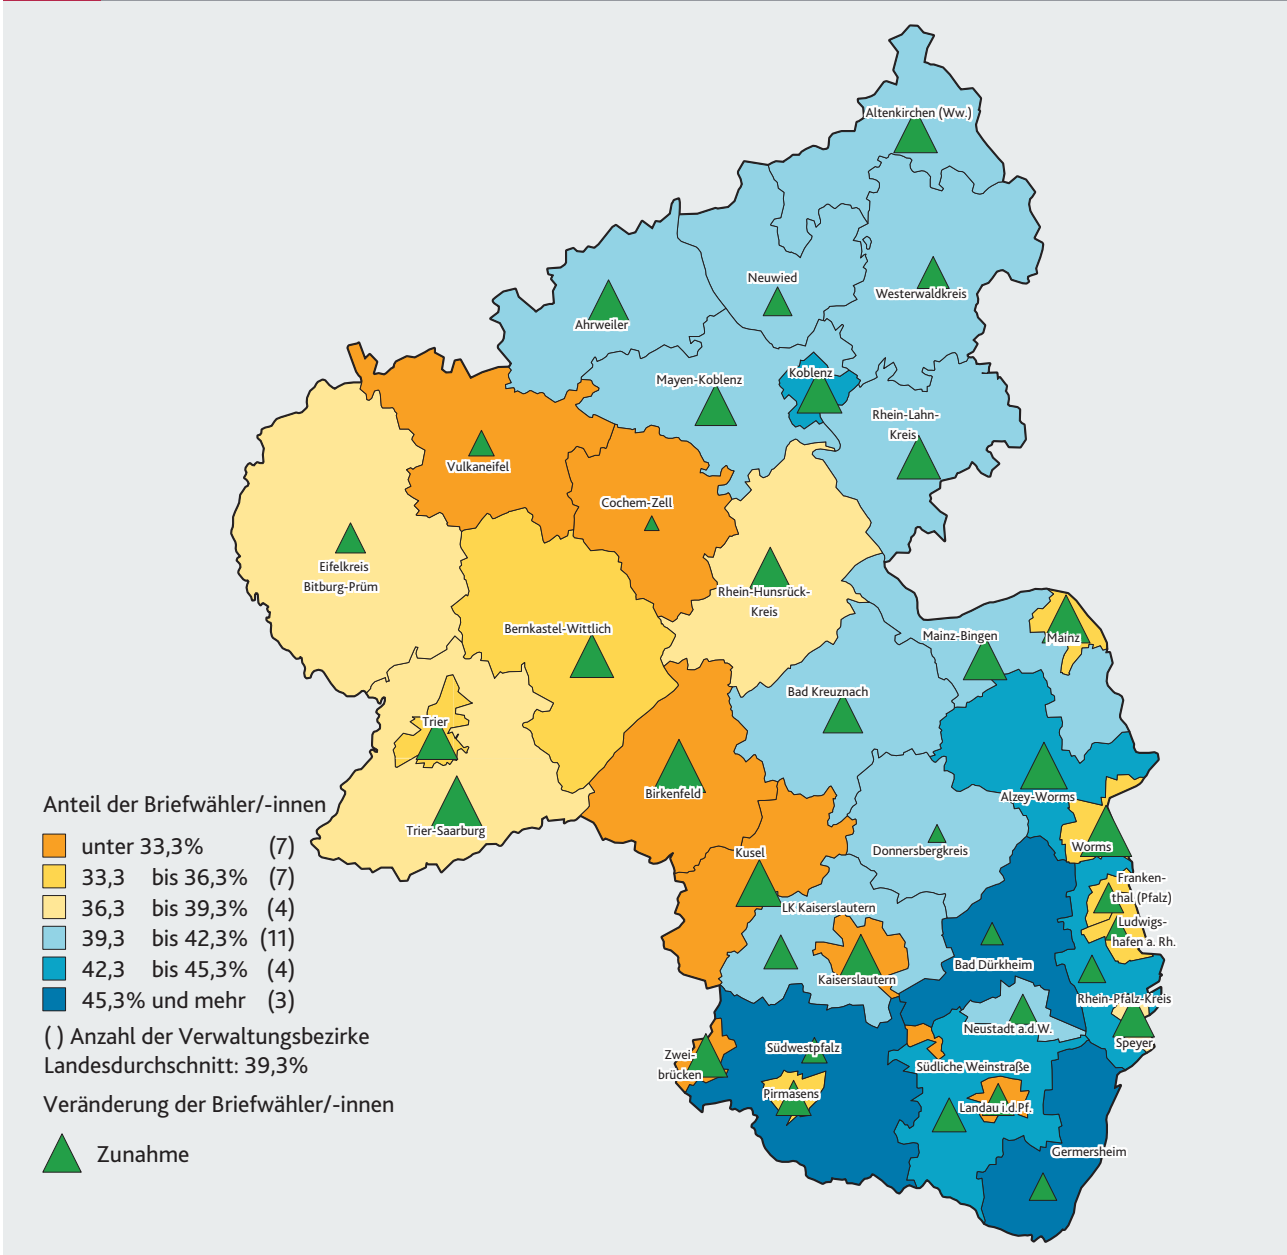 Altenkirchen (Ww.)
Neuwied
Westerwaldkreis
Ahrweiler
Mayen-Koblenz
Koblenz
Rhein-Lahn-
Kreis
Vulkaneifel
Cochem-Zell
Eifelkreis
Bitburg-Prüm
Rhein-Hunsrück-
Kreis
Bernkastel-Wittlich
Mainz-Bingen
Mainz
Bad Kreuznach
Trier
Birkenfeld
Alzey-Worms
Trier-Saarburg
Worms
Kusel
Donnersbergkreis
Franken-
thal (Pfalz)
LK Kaiserslautern
Ludwigs-
hafen a. Rh.
Bad Dürkheim
Kaiserslautern
Rhein-Pfalz-Kreis
Neustadt a.d.W.
Speyer
Zwei-
brücken
Südwestpfalz
Südliche Weinstraße
Pirmasens
Landau i.d.Pf.
Germersheim
Anteil der Briefwähler/-innen
unter 33,3% (7)
33,3 bis 36,3% (7)
36,3 bis 39,3% (4)
39,3 bis 42,3% (11)
42,3 bis 45,3% (4)
45,3% und mehr (3)
( ) Anzahl der Verwaltungsbezirke
Landesdurchschnitt: 39,3%
Veränderung der Briefwähler/-innen
Zunahme